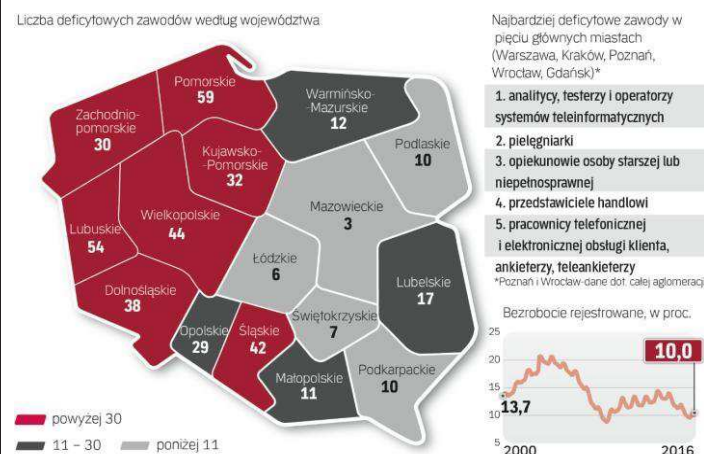 Liczba deficytowych zawodów według województwa
Pomorskie
59
Zachodnio-
pomorskie
30
Warmińsko-
-Mazurskie
12
Podlaskie
10
Kujawsko-
-Pomorskie
32
Mazowieckie
3
Wielkopolskie
44
Lubuskie
54
Łódzkie
6
Lubelskie
17
Dolnośląskie
38
Opolskie
29
Śląskie
42
Świętokrzyskie
7
Małopolskie
11
Podkarpackie
10
powyżej 30
11 – 30
poniżej 11
Najbardziej deficytowe zawody w
pięciu głównych miastach
(Warszawa, Kraków, Poznań,
Wrocław, Gdańsk)*
1. analitycy, testerzy i operatorzy
systemów teleinformatycznych
2. pielęgniarki
3. opiekunowie osoby starszej lub
niepełnosprawnej
4. przedstawiciele handlowi
5. pracownicy telefonicznej
i elektronicznej obsługi klienta,
ankieterzy, teleankieterzy
*Poznań i Wrocław-dane dot. całej aglomeracji
Bezrobocie rejestrowane, w proc.
25
20
15
10
5
13,7
10,0
2000
2016